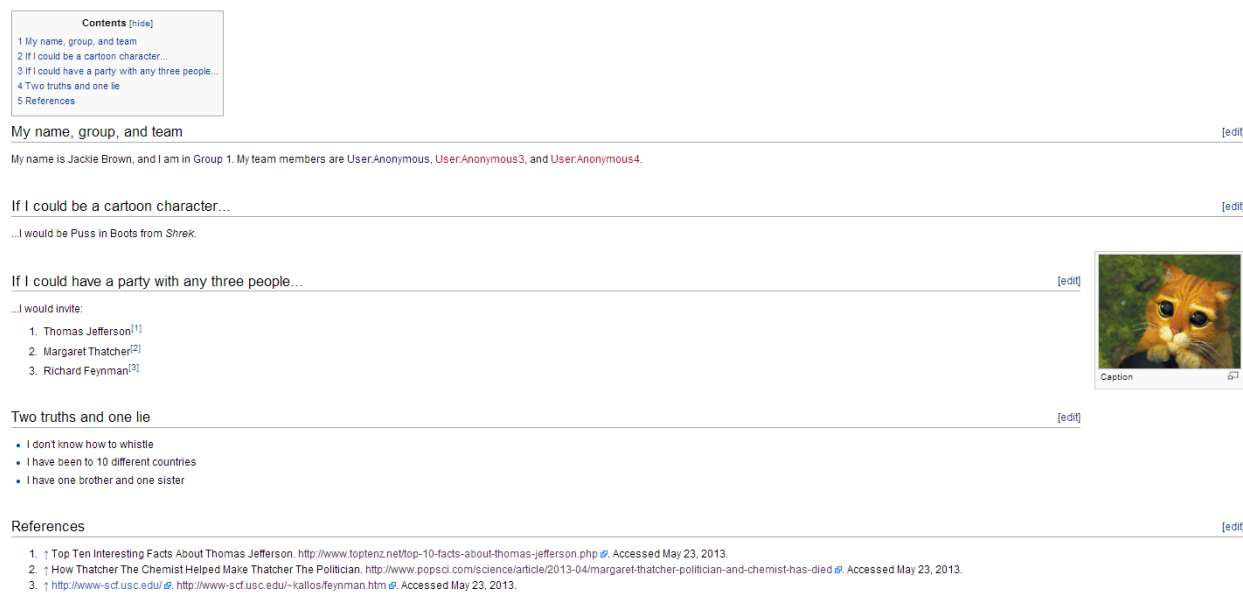 Contents [hide]
1 My name, group, and team
2 If I could be a cartoon character...
3 If I could have a party with any three people...
4 Two truths and one lie
5 References
My name, group, and team [edit]
My name is Jackie Brown, and I am in Group 1. My team members are User:Anonymous, User:Anonymous3, and User:Anonymous4.
If I could be a cartoon character... [edit]
...I would be Puss in Boots from Shrek.
If I could have a party with any three people... [edit]
...I would invite:
1. Thomas Jefferson[1]
2. Margaret Thatcher[2]
3. Richard Feynman[3]
Caption
Two truths and one lie [edit]
• I don't know how to whistle
• I have been to 10 different countries
• I have one brother and one sister
References [edit]
1. ↑ Top Ten Interesting Facts About Thomas Jefferson. http://www.toptenz.net/top-10-facts-about-thomas-jefferson.php. Accessed May 23, 2013.
2. ↑ How Thatcher The Chemist Helped Make Thatcher The Politician. http://www.popsci.com/science/article/2013-04/margaret-thatcher-politician-and-chemist-has-died. Accessed May 23, 2013.
3. ↑ http://www-scf.usc.edu/. http://www-scf.usc.edu/~kallos/feynman.htm. Accessed May 23, 2013.